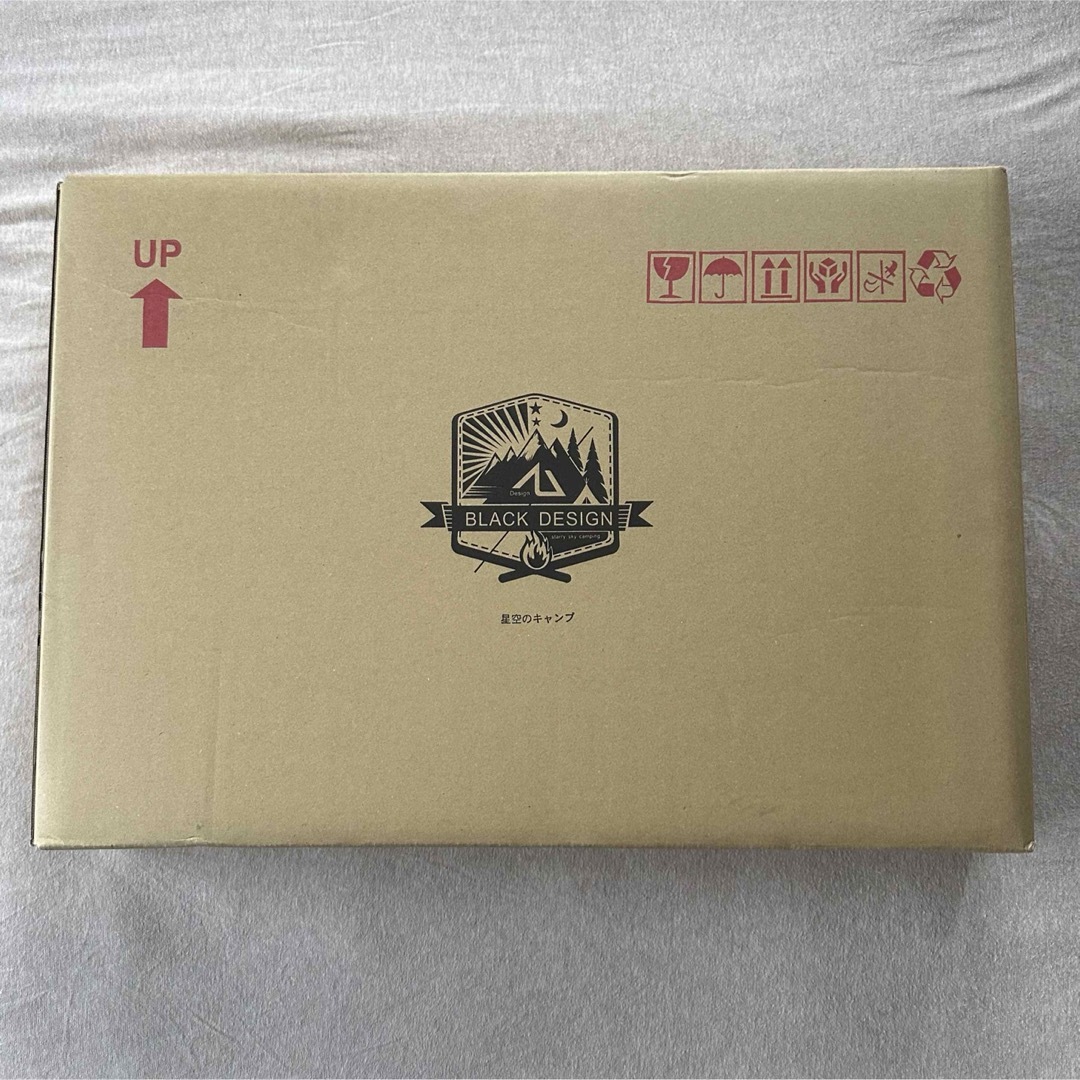 UP
Design
BLACK DESIGN
starry sky camping
星空のキャンプ